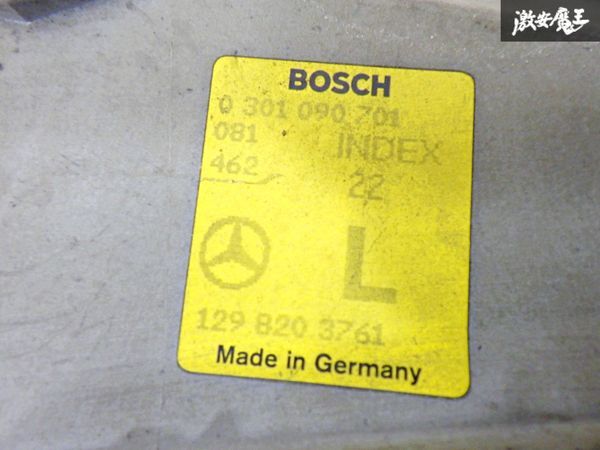 激安魔王
BOSCH
0 301 090 701
081 INDEX
462 22
L
129 820 3761
Made in Germany